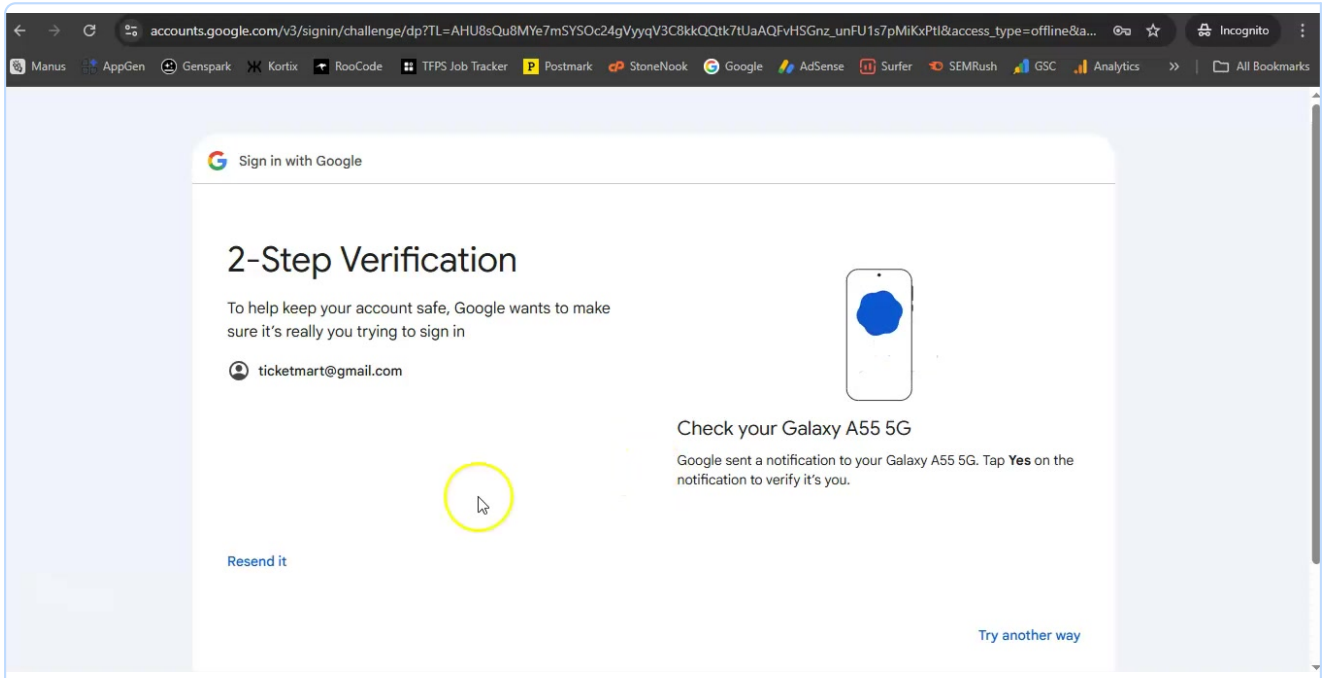 accounts.google.com/v3/signin/challenge/dp?TL=AHU8sQu8MYe7mSYSOc24gVyyqV3C8kkQQtk7tUaAQFvHSGnz_unFU1s7pMiKxPtI&access_type=offline&a... Incognito
Manus AppGen Genspark Kortix RooCode TFPS Job Tracker P Postmark cP StoneNook Google AdSense Surfer SEMRush GSC Analytics » All Bookmarks
G Sign in with Google
2-Step Verification
To help keep your account safe, Google wants to make
sure it's really you trying to sign in
ticketmart@gmail.com
Check your Galaxy A55 5G
Google sent a notification to your Galaxy A55 5G. Tap Yes on the
notification to verify it's you.
Resend it
Try another way